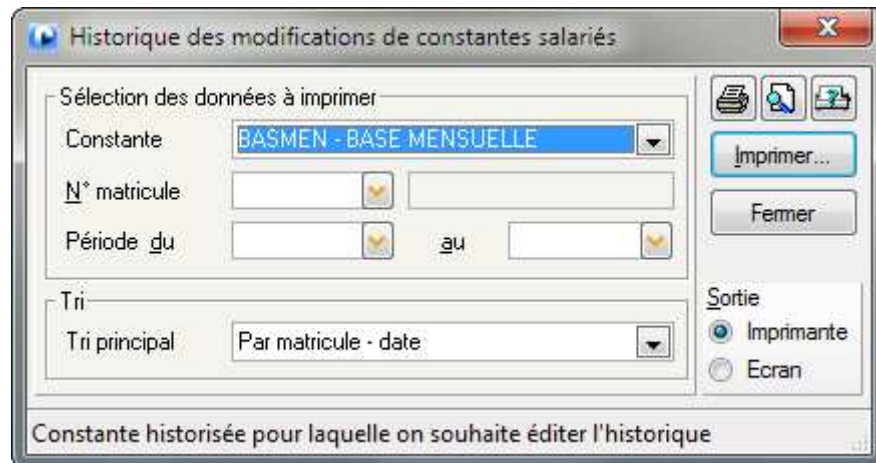 Historique des modifications de constantes salariés
Sélection des données à imprimer
Constante BASMEN - BASE MENSUELLE
N° matricule
Période du au
Tri
Tri principal Par matricule - date
Imprimer...
Fermer
Sortie
Imprimante
Ecran
Constante historisée pour laquelle on souhaite éditer l'historique